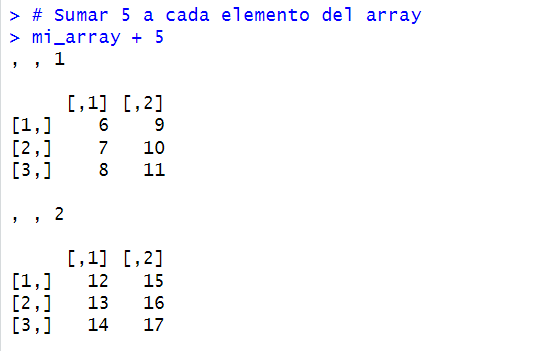 > # Sumar 5 a cada elemento del array
> mi_array + 5
, , 1
     [,1] [,2]
[1,]    6    9
[2,]    7   10
[3,]    8   11
, , 2
     [,1] [,2]
[1,]   12   15
[2,]   13   16
[3,]   14   17